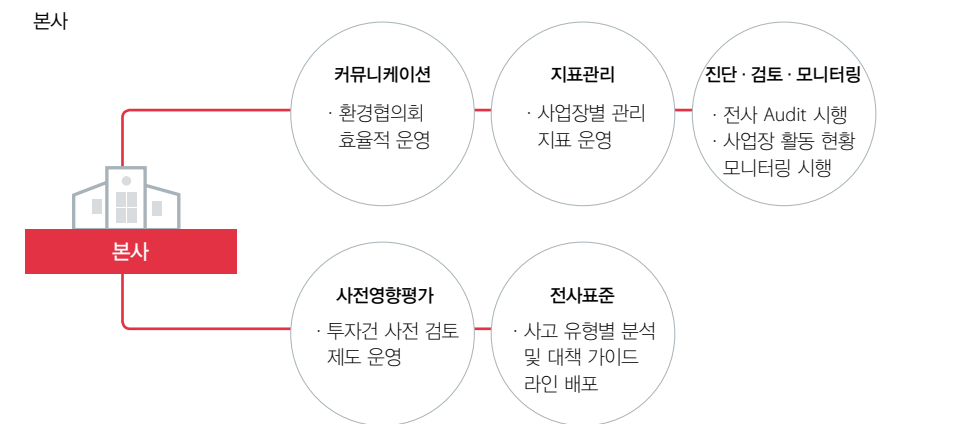 본사
커뮤니케이션
· 환경협의회
효율적 운영
지표관리
· 사업장별 관리
지표 운영
진단 · 검토 · 모니터링
· 전사 Audit 시행
· 사업장 활동 현황
모니터링 시행
본사
사전영향평가
· 투자건 사전 검토
제도 운영
전사표준
· 사고 유형별 분석
및 대책 가이드
라인 배포